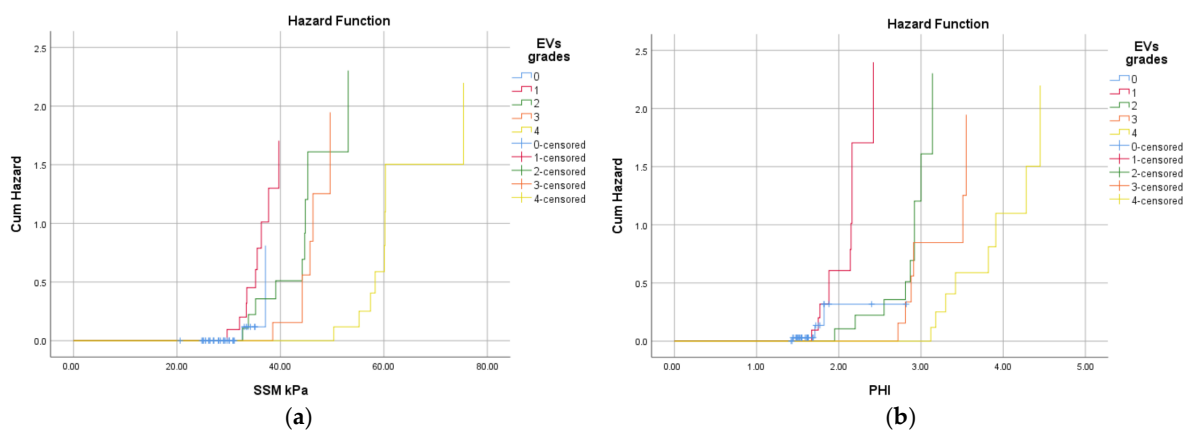 Hazard Function
2.5
2.0
1.5
1.0
0.5
0.0
Cum Hazard
0.00
20.00
40.00
60.00
80.00
SSM kPa
EVs
grades
0
1
2
3
4
0-censored
1-censored
2-censored
3-censored
4-censored
(a)
Hazard Function
2.5
2.0
1.5
1.0
0.5
0.0
Cum Hazard
0.00
1.00
2.00
3.00
4.00
5.00
PHI
EVs
grades
0
1
2
3
4
0-censored
1-censored
2-censored
3-censored
4-censored
(b)